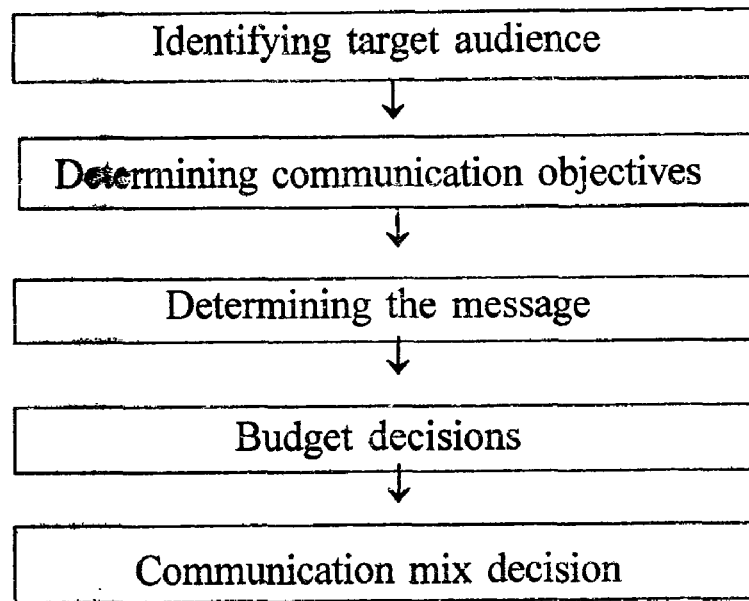 Identifying target audience
Determining communication objectives
Determining the message
Budget decisions
Communication mix decision